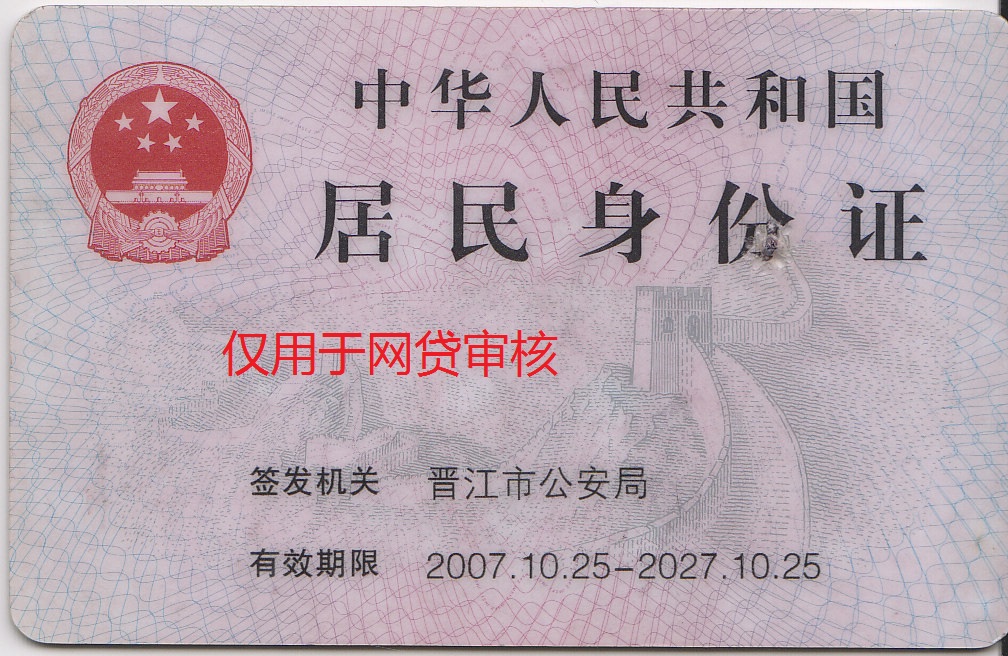 中华人民共和国
居民身份证
仅用于网贷审核
签发机关 晋江市公安局
有效期限 2007.10.25-2027.10.25